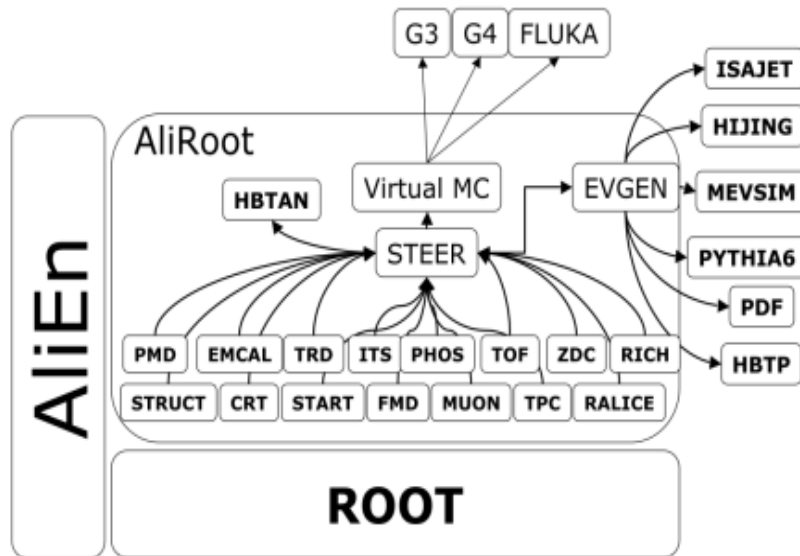 G3 G4 FLUKA
ISAJET
HIJING
AliRoot
Virtual MC
EVGEN
MEVSIM
HBTAN
STEER
PYTHIA6
PDF
PMD EMCAL TRD ITS PHOS TOF ZDC RICH
HBTP
STRUCT CRT START FMD MUON TPC RALICE
AliEn
ROOT